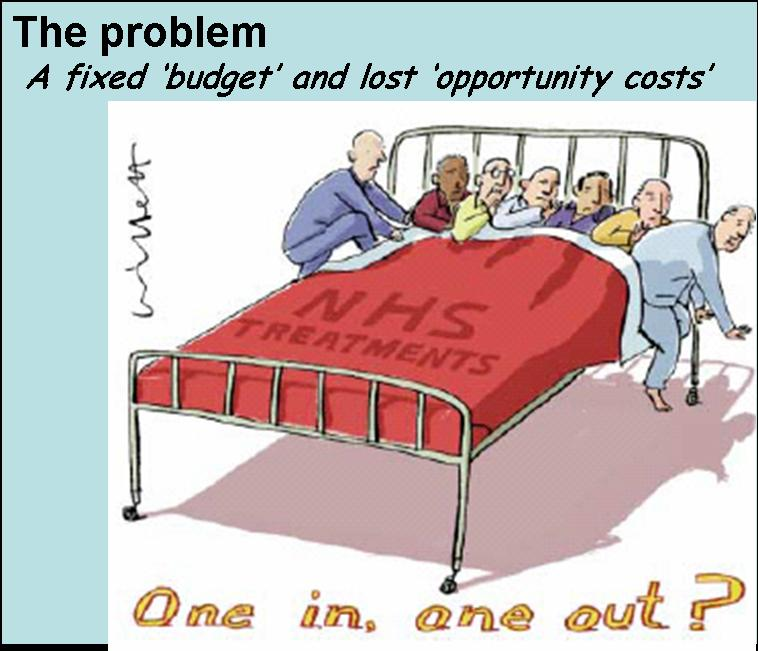 The problem
A fixed ‘budget’ and lost ‘opportunity costs’
NHS
TREATMENTS
One in, one out?